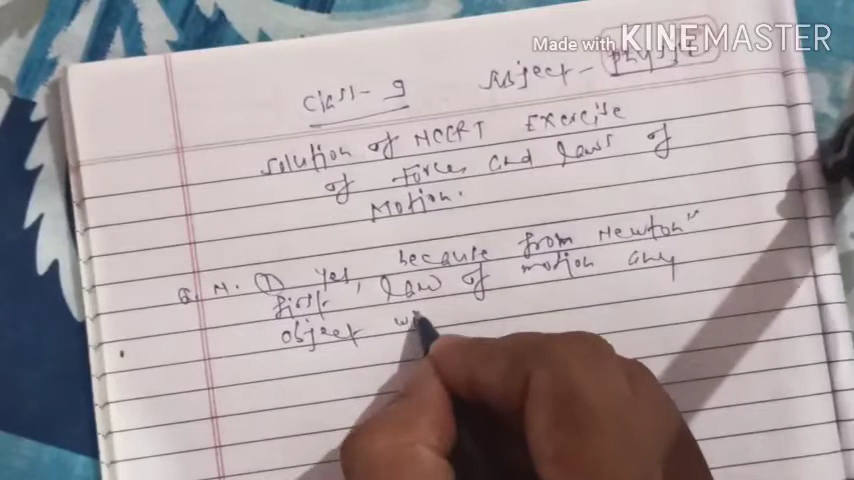 Made with KINEMASTER
Class - 9 Subject - Physic
Solution of NCERT Exercise
of Forces and laws of
Motion.
Q. N. ① Yes, because from Newton"
first law of motion any
object w